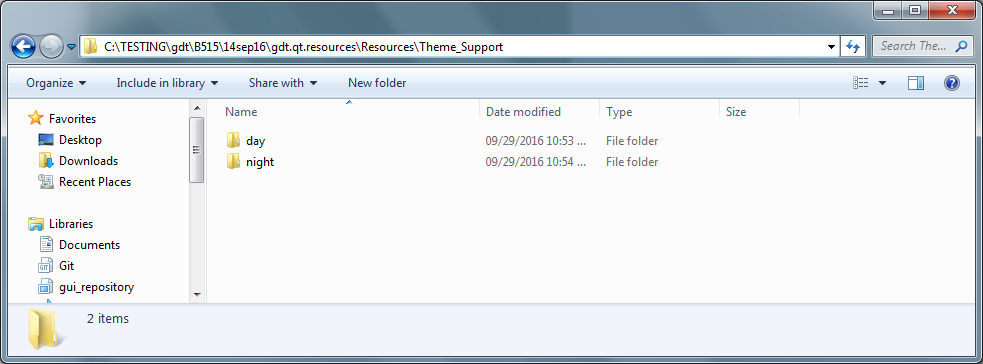 C:\TESTING\gdt\B515\14sep16\gdt.qt.resources\Resources\Theme_Support
Search The...
Organize Include in library Share with New folder
Name Date modified Type Size
day 09/29/2016 10:53 ... File folder
night 09/29/2016 10:54 ... File folder
Favorites
Desktop
Downloads
Recent Places
Libraries
Documents
Git
gui_repository
2 items